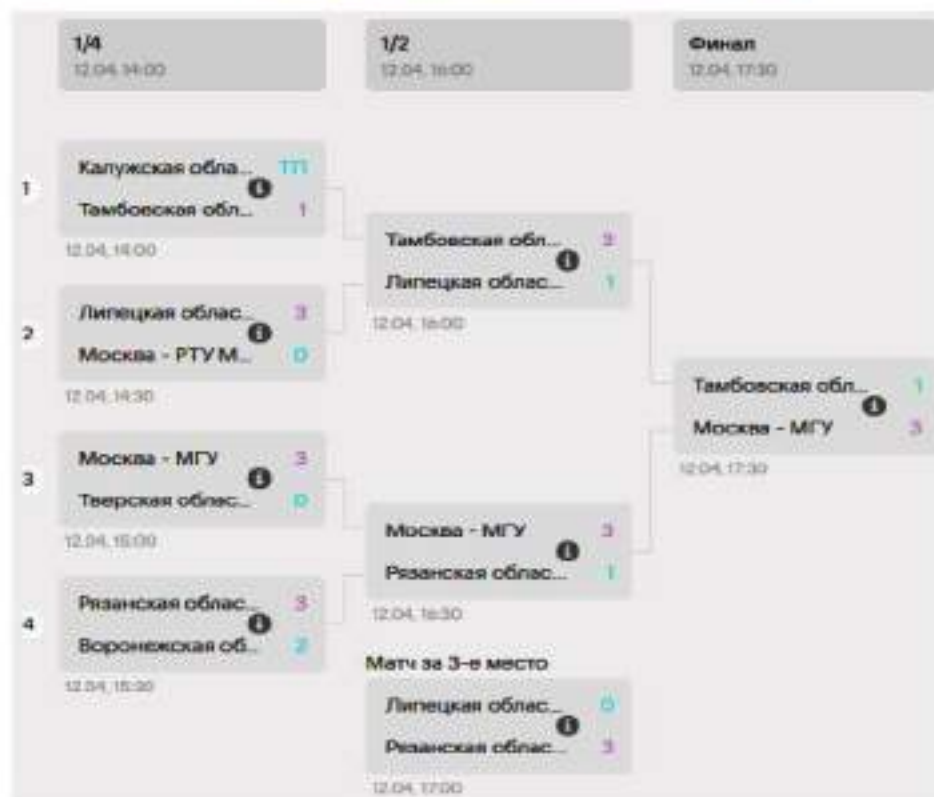 1/4
12.04, 14:00
1/2
12.04, 16:00
Финал
12.04, 17:30
1
Калужская обла... ТП
Тамбовская обл... 1
12.04, 14:00
2
Липецкая облас... 3
Москва - РТУ М... 0
12.04, 14:30
3
Москва - МГУ 3
Тверская облас... 0
12.04, 15:00
4
Рязанская облас... 3
Воронежская об... 2
12.04, 15:30
Тамбовская обл... 3
Липецкая облас... 1
12.04, 16:00
Москва - МГУ 3
Рязанская облас... 1
12.04, 16:30
Матч за 3-е место
Липецкая облас... 0
Рязанская облас... 3
12.04, 17:00
Тамбовская обл... 1
Москва - МГУ 3
12.04, 17:30